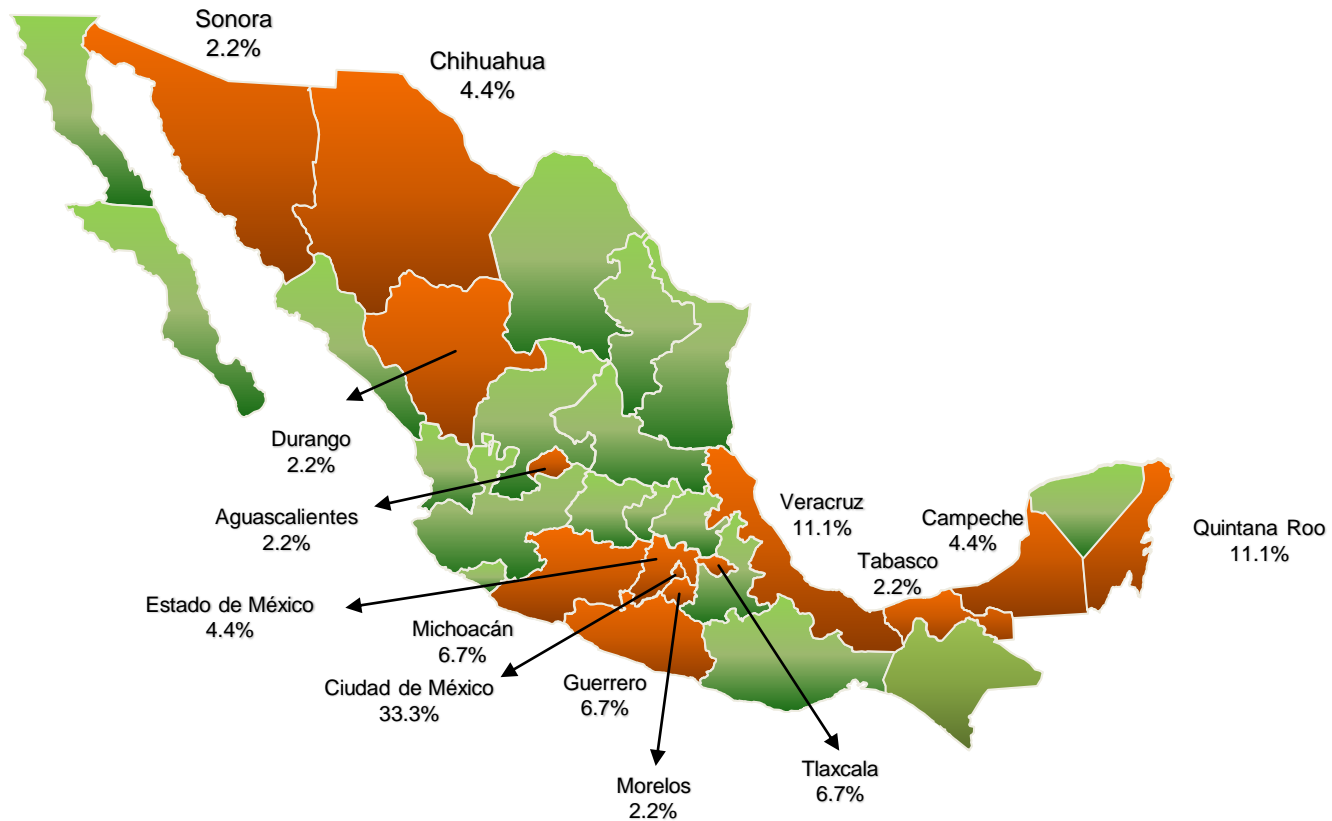 Sonora
2.2%
Chihuahua
4.4%
Durango
2.2%
Aguascalientes
2.2%
Veracruz
11.1%
Campeche
4.4%
Quintana Roo
11.1%
Tabasco
2.2%
Estado de México
4.4%
Michoacán
6.7%
Ciudad de México
33.3%
Guerrero
6.7%
Morelos
2.2%
Tlaxcala
6.7%